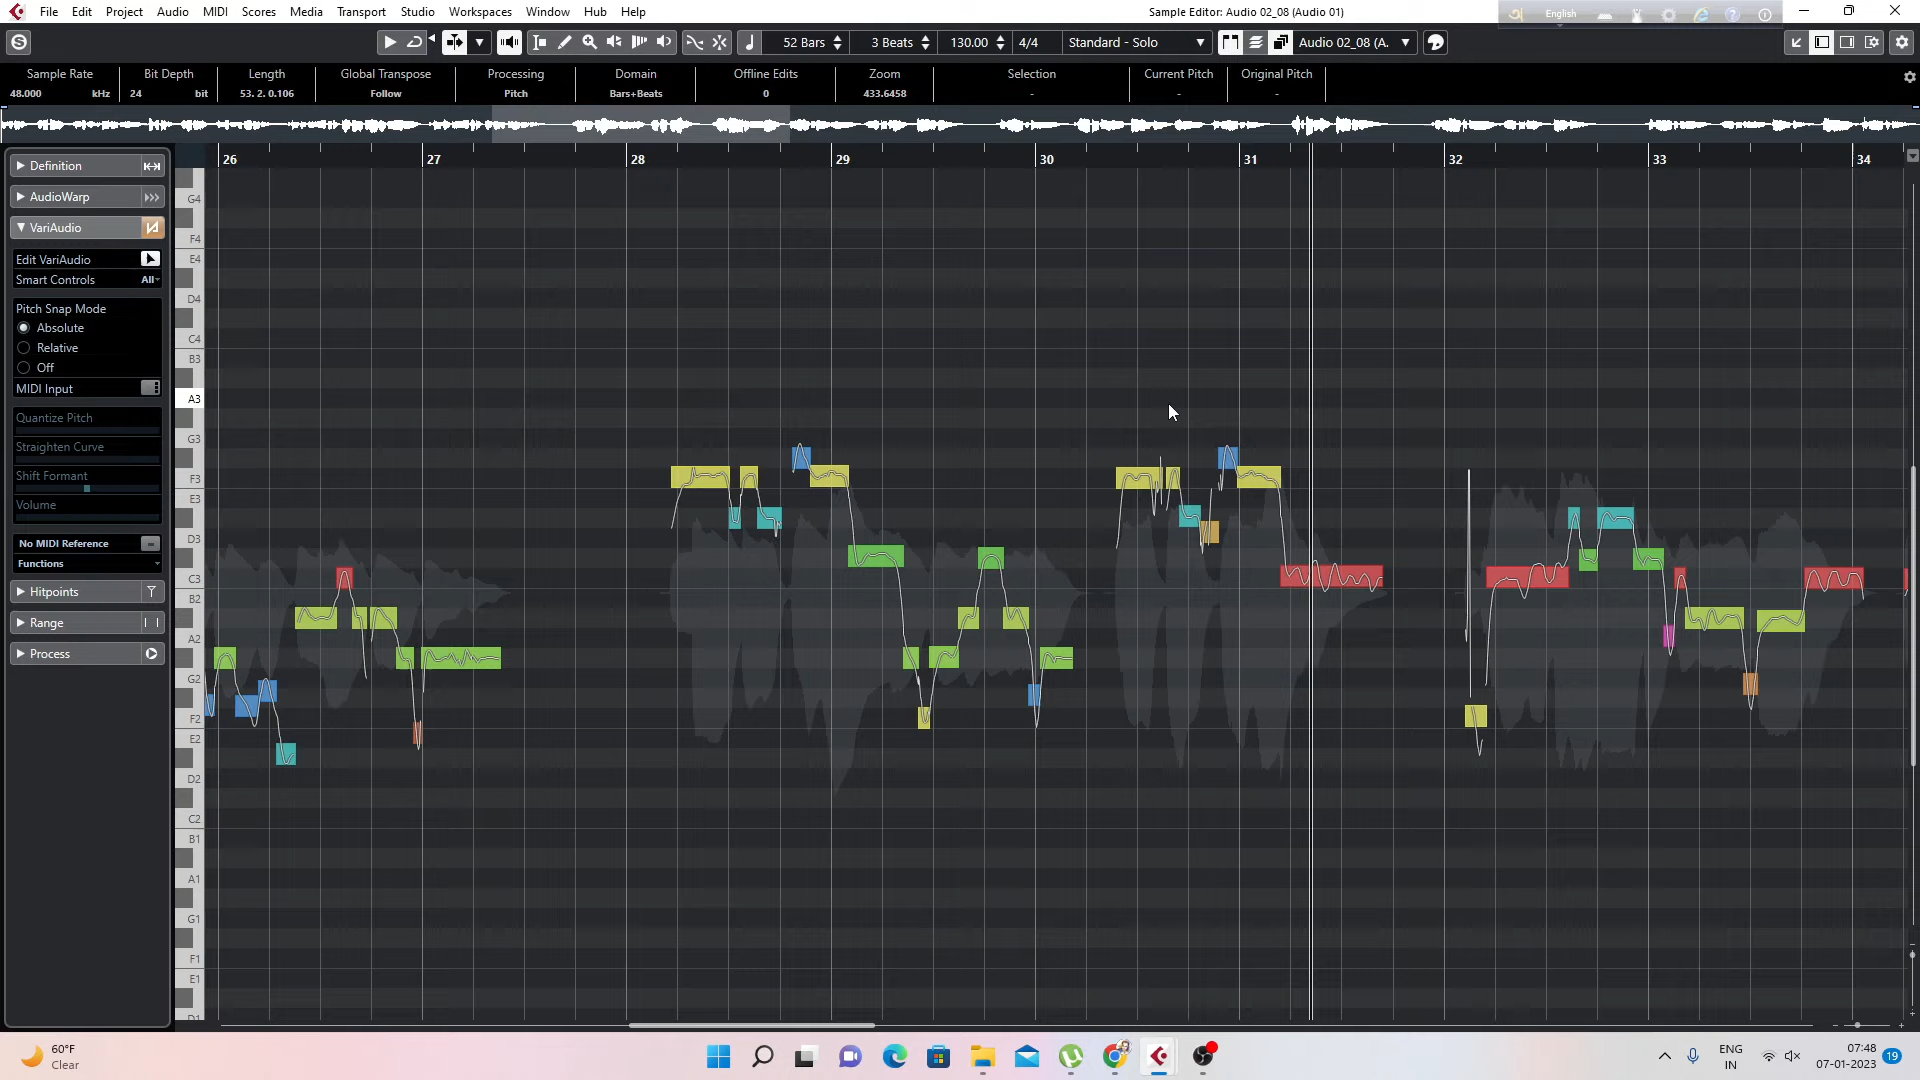 File Edit Project Audio MIDI Scores Media Transport Studio Workspaces Window Hub Help
Sample Editor: Audio 02_08 (Audio 01)
English
52 Bars 3 Beats 130.00 4/4 Standard - Solo Audio 02_08 (A.
Sample Rate Bit Depth Length Global Transpose Processing Domain Offline Edits Zoom Selection Current Pitch Original Pitch
48.000 kHz 24 bit 53. 2. 0.106 Follow Pitch Bars+Beats 0 433.6458 - - -
26 27 28 29 30 31 32 33 34
Definition
AudioWarp
VariAudio
Edit VariAudio
Smart Controls All
Pitch Snap Mode
Absolute
Relative
Off
MIDI Input
Quantize Pitch
Straighten Curve
Shift Formant
Volume
No MIDI Reference
Functions
Hitpoints
Range
Process
G4
F4
E4
D4
C4
B3
A3
G3
F3
E3
D3
C3
B2
A2
G2
F2
E2
D2
C2
B1
A1
G1
F1
E1
D1
60°F
Clear
ENG
IN
07:48
07-01-2023
19